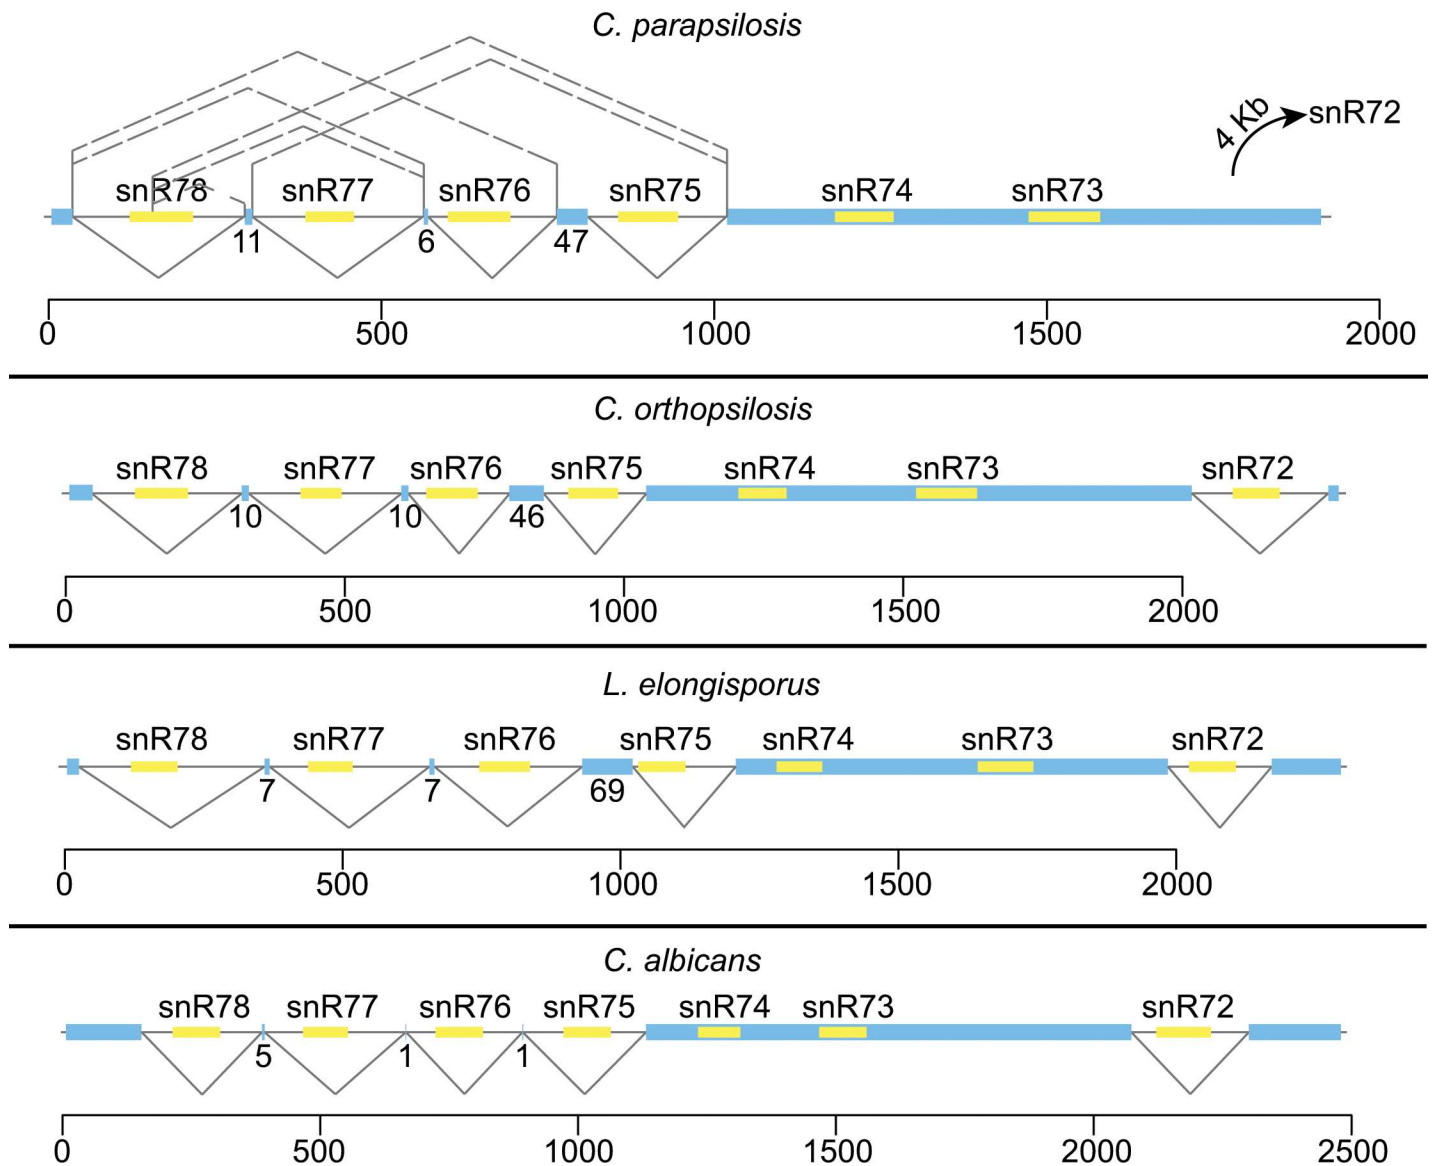 C. parapsilosis
4 Kb
snR72
snR78 snR77 snR76 snR75 snR74 snR73
11 6 47
0 500 1000 1500 2000
C. orthopsilosis
snR78 snR77 snR76 snR75 snR74 snR73 snR72
10 10 46
0 500 1000 1500 2000
L. elongisporus
snR78 snR77 snR76 snR75 snR74 snR73 snR72
7 7 69
0 500 1000 1500 2000
C. albicans
snR78 snR77 snR76 snR75 snR74 snR73 snR72
5 1 1
0 500 1000 1500 2000 2500